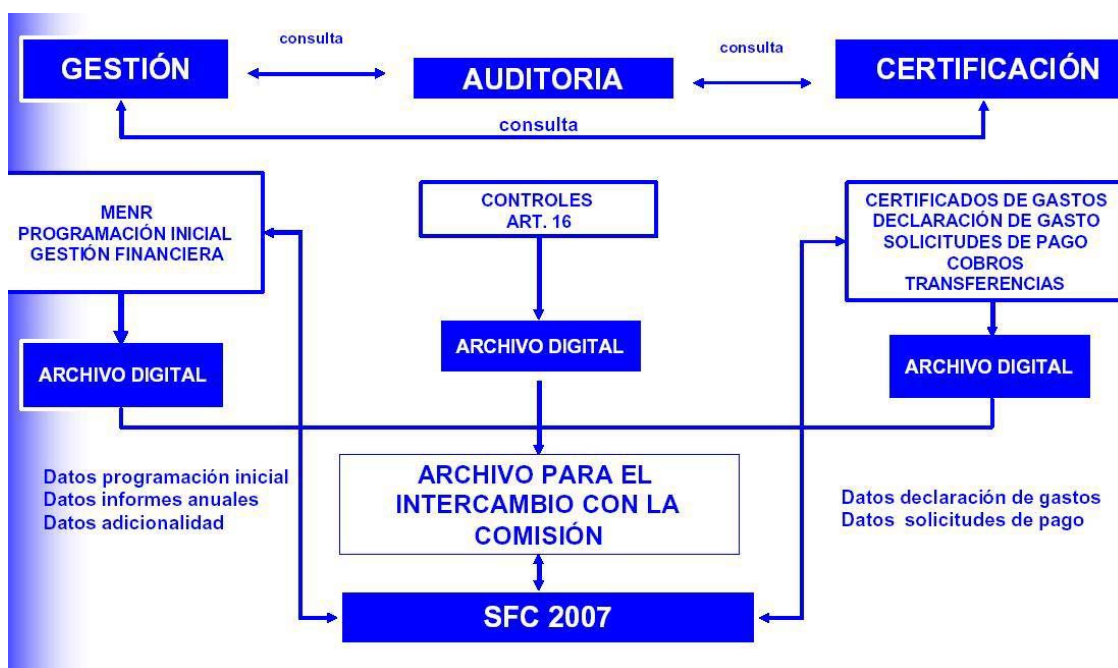 consulta
consulta
GESTIÓN
AUDITORIA
CERTIFICACIÓN
consulta
MENR
PROGRAMACIÓN INICIAL
GESTIÓN FINANCIERA
CONTROLES
ART. 16
CERTIFICADOS DE GASTOS
DECLARACIÓN DE GASTO
SOLICITUDES DE PAGO
COBROS
TRANSFERENCIAS
ARCHIVO DIGITAL
ARCHIVO DIGITAL
ARCHIVO DIGITAL
Datos programación inicial
Datos informes anuales
Datos adicionalidad
ARCHIVO PARA EL
INTERCAMBIO CON LA
COMISIÓN
Datos declaración de gastos
Datos solicitudes de pago
SFC 2007